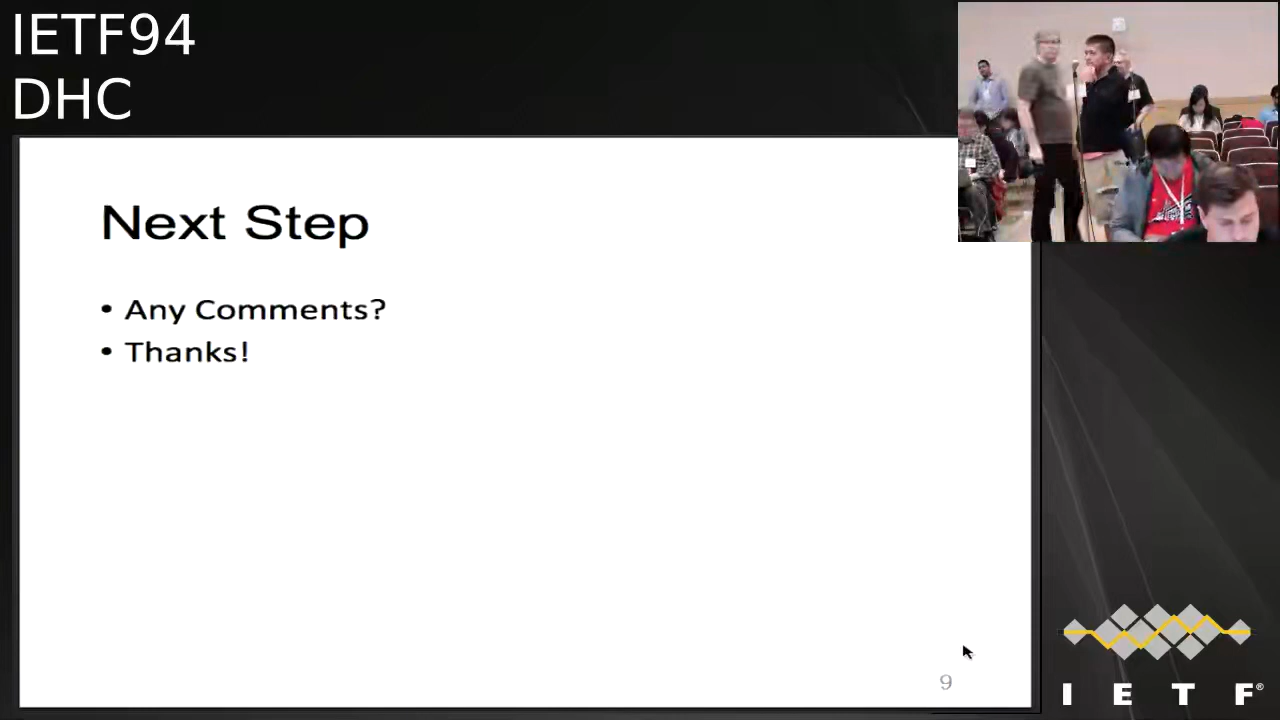 IETF94
DHC
Next Step
• Any Comments?
• Thanks!
9
I E T F®